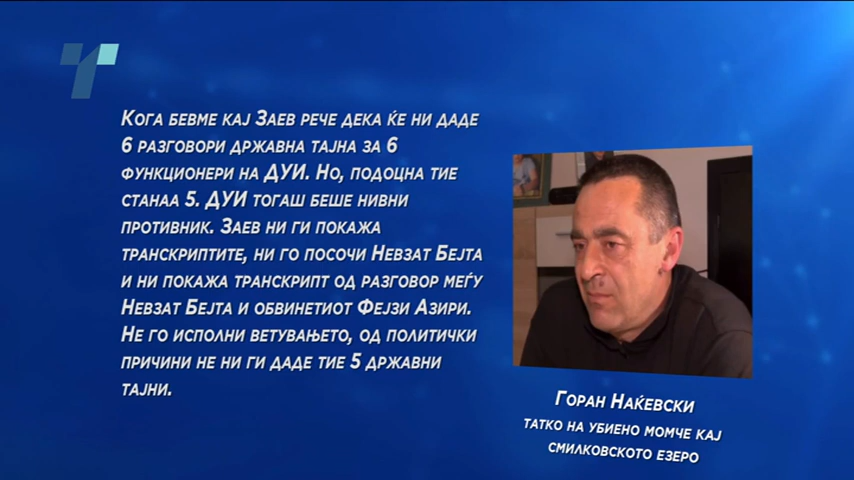 Кога бевме кај Заев рече дека ќе ни даде
6 разговори државна тајна за 6
функционери на ДУИ. Но, подоцна тие
станаа 5. ДУИ тогаш беше нивни
противник. Заев ни ги покажа
транскриптите, ни го посочи Невзат Бејта
и ни покажа транскрипт од разговор меѓу
Невзат Бејта и обвинетиот Фејзи Азири.
Не го исполни ветувањето, од политички
причини не ни ги даде тие 5 државни
тајни.
Горан Наќевски
татко на убиено момче кај
смилковското езеро